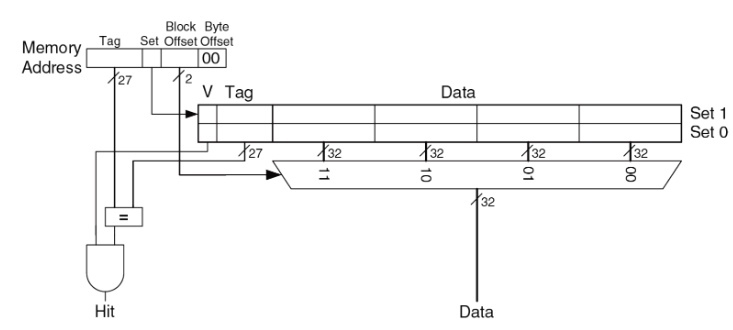 Block Byte
Tag Set Offset Offset
Memory
Address
00
27
2
V Tag Data
Set 1
Set 0
27 32 32 32 32
11 10 01 00
=
32
Hit Data